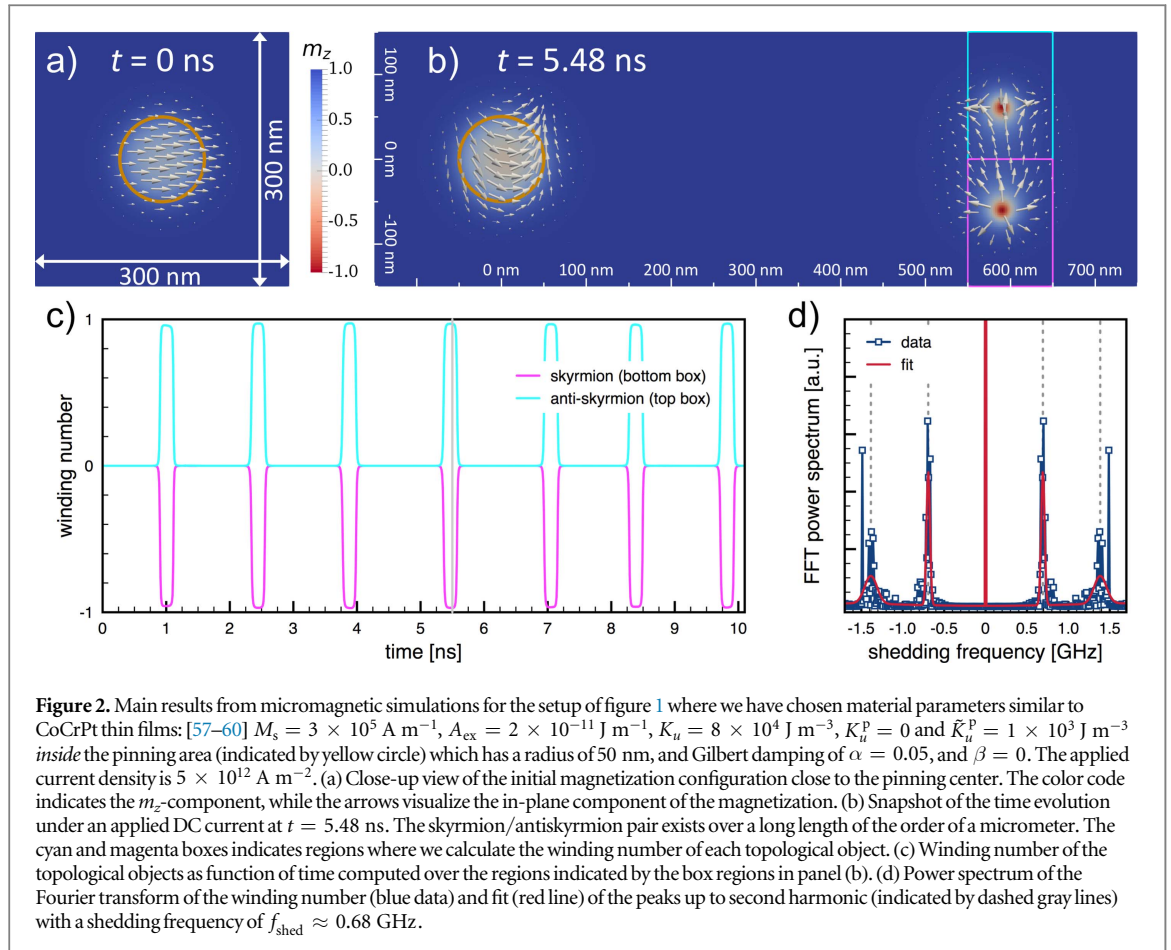 a) t = 0 ns
300 nm
300 nm
m_z
1.0
0.5
0.0
-0.5
-1.0
b) t = 5.48 ns
100 nm
0 nm
-100 nm
0 nm 100 nm 200 nm 300 nm 400 nm 500 nm 600 nm 700 nm
c)
winding number
1
0
-1
skyrmion (bottom box)
anti-skyrmion (top box)
0 1 2 3 4 5 6 7 8 9 10
time [ns]
d)
FFT power spectrum [a.u.]
data
fit
-1.5 -1.0 -0.5 0 0.5 1.0 1.5
shedding frequency [GHz]
Figure 2. Main results from micromagnetic simulations for the setup of figure 1 where we have chosen material parameters similar to
CoCrPt thin films: [57–60] M_s = 3 × 10^5 A m^−1, A_ex = 2 × 10^−11 J m^−1, K_u = 8 × 10^4 J m^−3, K_u^p = 0 and K̃_u^p = 1 × 10^3 J m^−3
inside the pinning area (indicated by yellow circle) which has a radius of 50 nm, and Gilbert damping of α = 0.05, and β = 0. The applied
current density is 5 × 10^12 A m^−2. (a) Close-up view of the initial magnetization configuration close to the pinning center. The color code
indicates the m_z-component, while the arrows visualize the in-plane component of the magnetization. (b) Snapshot of the time evolution
under an applied DC current at t = 5.48 ns. The skyrmion/antiskyrmion pair exists over a long length of the order of a micrometer. The
cyan and magenta boxes indicates regions where we calculate the winding number of each topological object. (c) Winding number of the
topological objects as function of time computed over the regions indicated by the box regions in panel (b). (d) Power spectrum of the
Fourier transform of the winding number (blue data) and fit (red line) of the peaks up to second harmonic (indicated by dashed gray lines)
with a shedding frequency of f_shed ≈ 0.68 GHz.